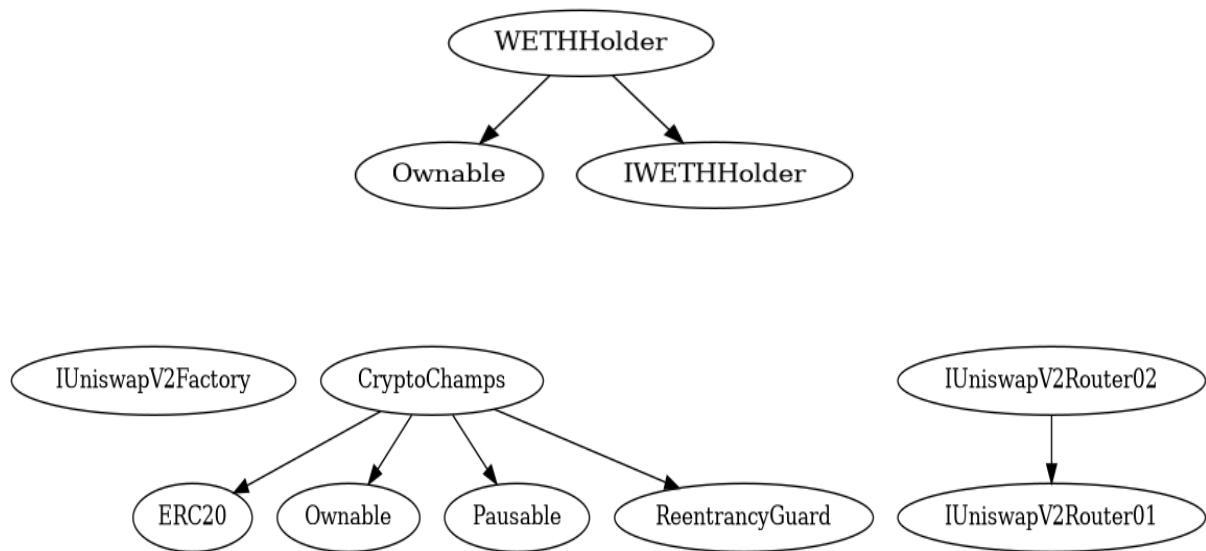 WETHHolder
Ownable
IWETHHolder
IUniswapV2Factory
CryptoChamps
IUniswapV2Router02
ERC20
Ownable
Pausable
ReentrancyGuard
IUniswapV2Router01